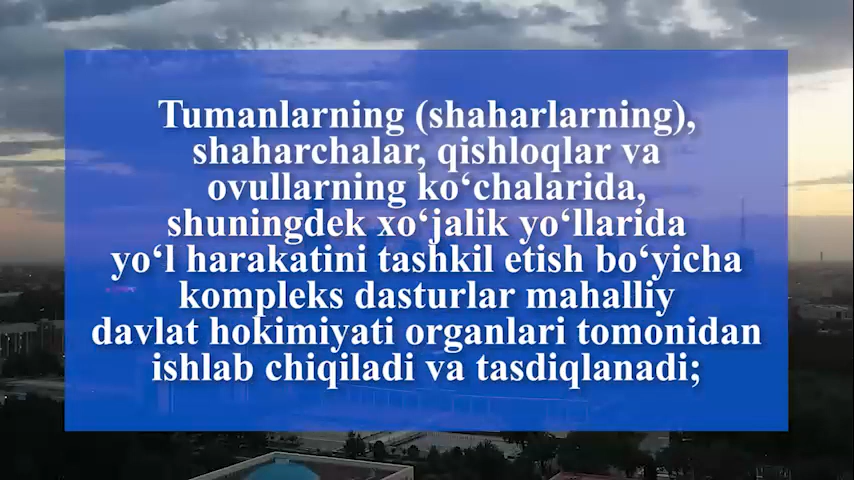 Tumanlarning (shaharlarning),
shaharchalar, qishloqlar va
ovullarning ko‘chalarida,
shuningdek xo‘jalik yo‘llarida
yo‘l harakatini tashkil etish bo‘yicha
kompleks dasturlar mahalliy
davlat hokimiyati organlari tomonidan
ishlab chiqiladi va tasdiqlanadi;